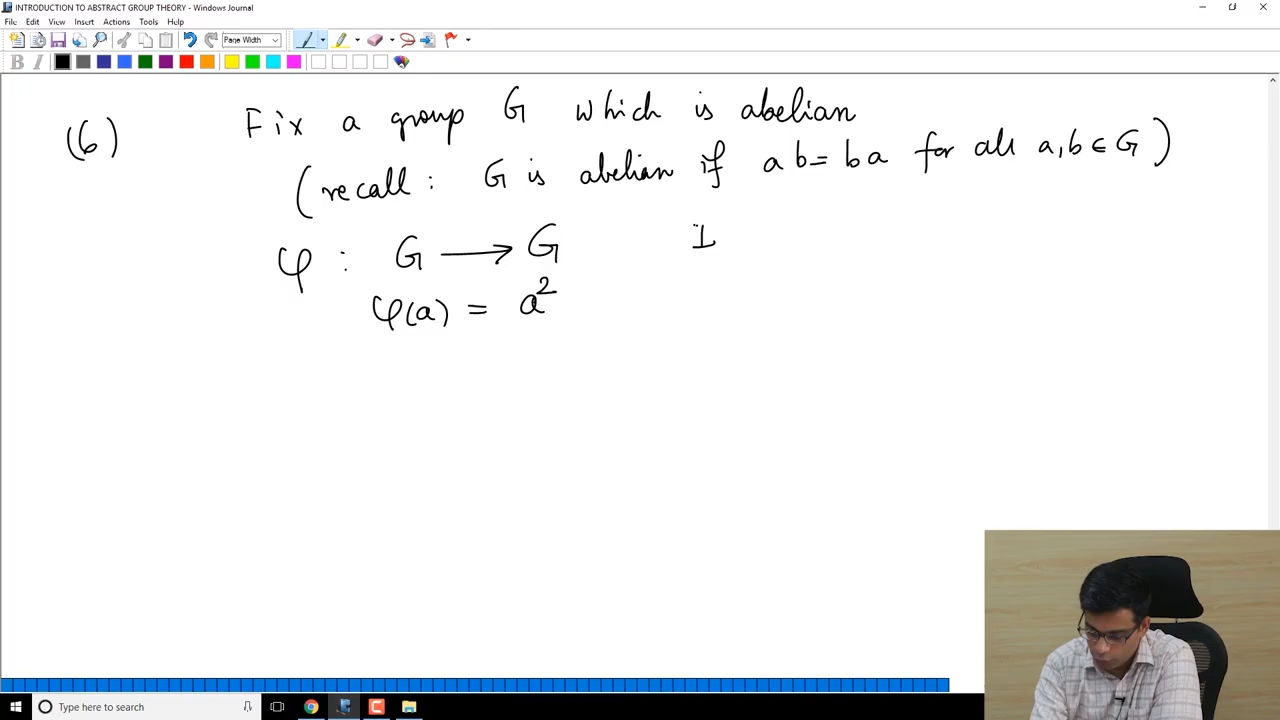 INTRODUCTION TO ABSTRACT GROUP THEORY - Windows Journal
File Edit View Insert Actions Tools Help
Page Width
B I
(6) Fix a group G which is abelian
(recall : G is abelian if ab = ba for all a,b ∈ G)
φ : G ⟶ G I
φ(a) = a²
Type here to search